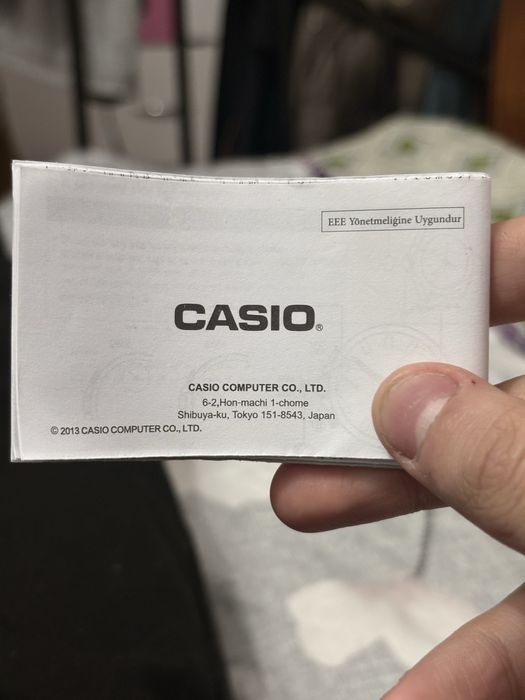 EEE Yönetmeliğine Uygundur
CASIO®
CASIO COMPUTER CO., LTD.
6-2,Hon-machi 1-chome
Shibuya-ku, Tokyo 151-8543, Japan
© 2013 CASIO COMPUTER CO., LTD.